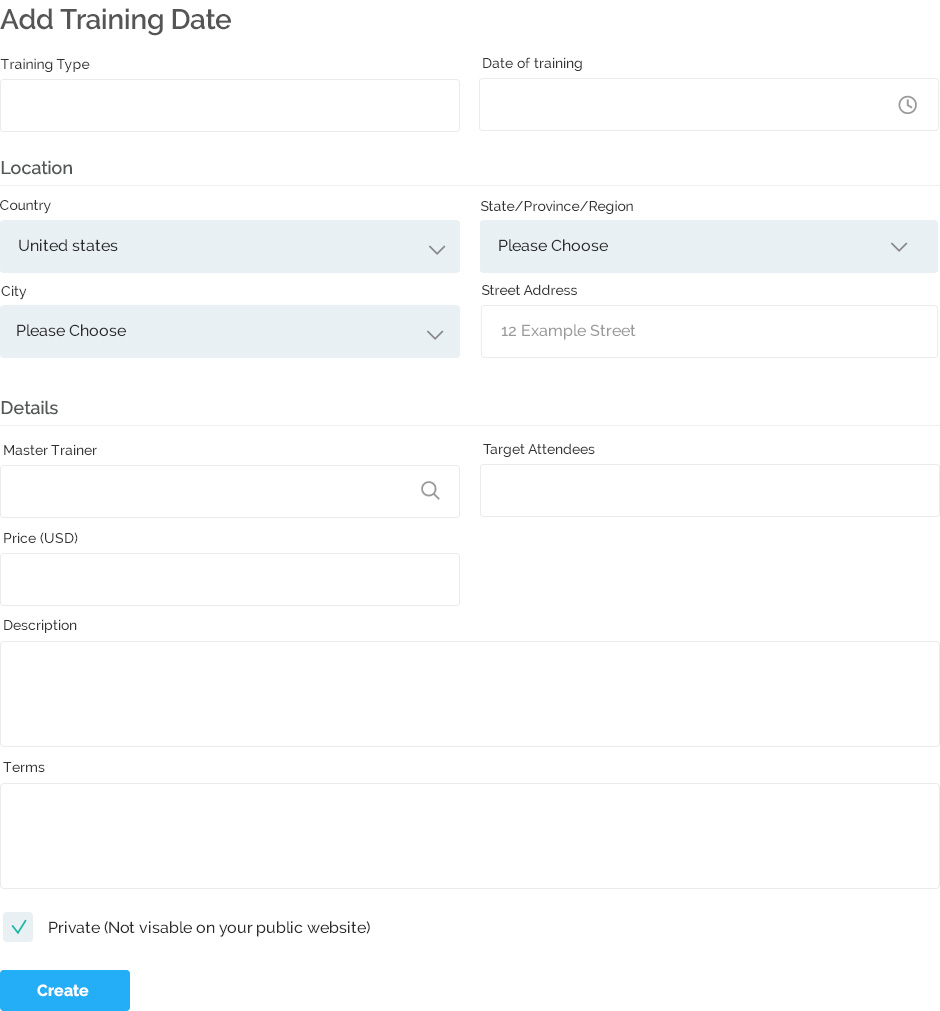 Add Training Date
Training Type
Date of training
Location
Country
State/Province/Region
United states
Please Choose
City
Street Address
Please Choose
12 Example Street
Details
Master Trainer
Target Attendees
Price (USD)
Description
Terms
Private (Not visable on your public website)
Create